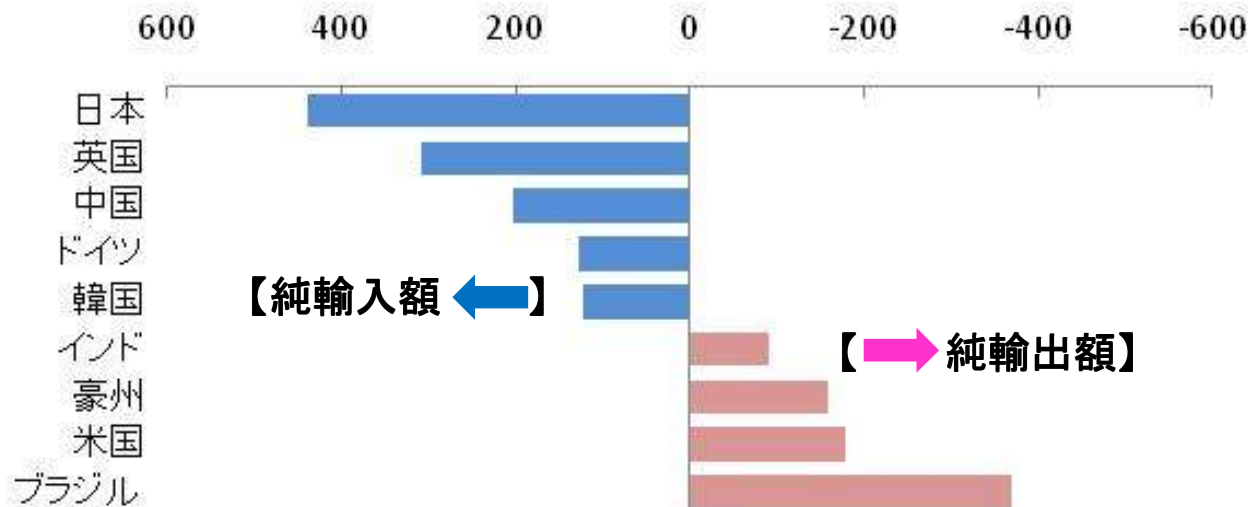 600 400 200 0 -200 -400 -600
日本
英国
中国
ドイツ
韓国
【純輸入額 】
インド
【 純輸出額】
豪州
米国
ブラジル